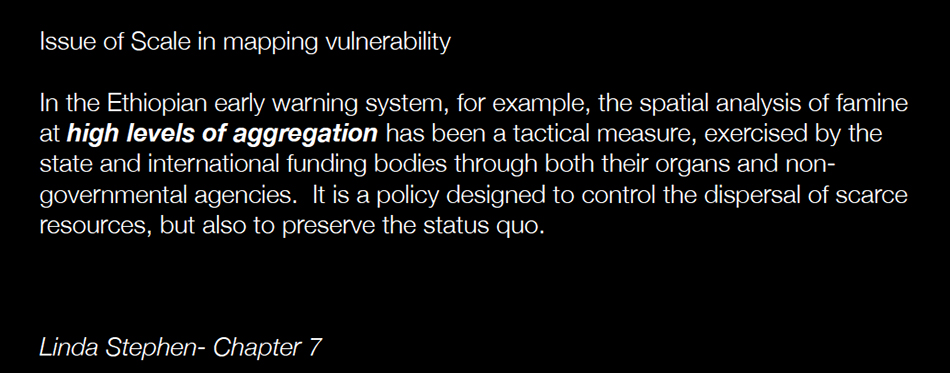 Issue of Scale in mapping vulnerability
In the Ethiopian early warning system, for example, the spatial analysis of famine
at high levels of aggregation has been a tactical measure, exercised by the
state and international funding bodies through both their organs and non-
governmental agencies.  It is a policy designed to control the dispersal of scarce
resources, but also to preserve the status quo.
Linda Stephen- Chapter 7